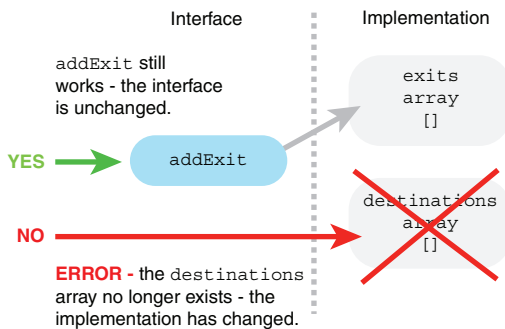 Interface
Implementation
addExit still
works - the interface
is unchanged.
exits
array
[]
YES
addExit
destinations
array
[]
NO
ERROR - the destinations
array no longer exists - the
implementation has changed.